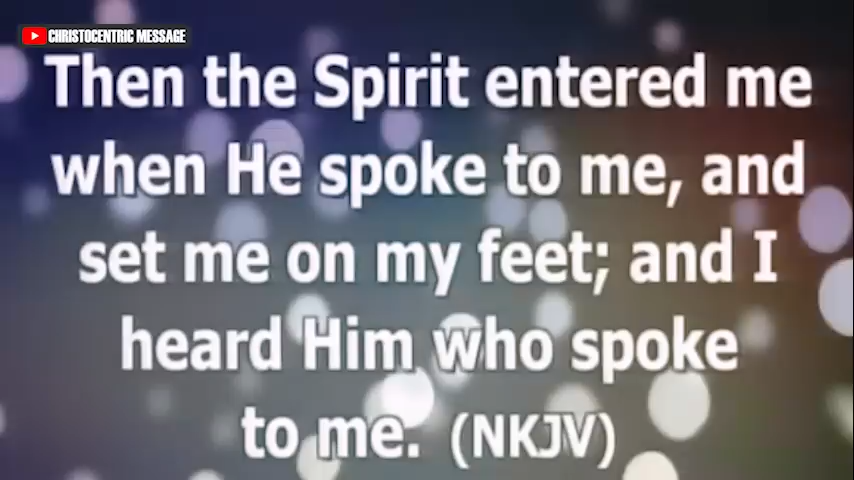 CHRISTOCENTRIC MESSAGE
Then the Spirit entered me
when He spoke to me, and
set me on my feet; and I
heard Him who spoke
to me. (NKJV)